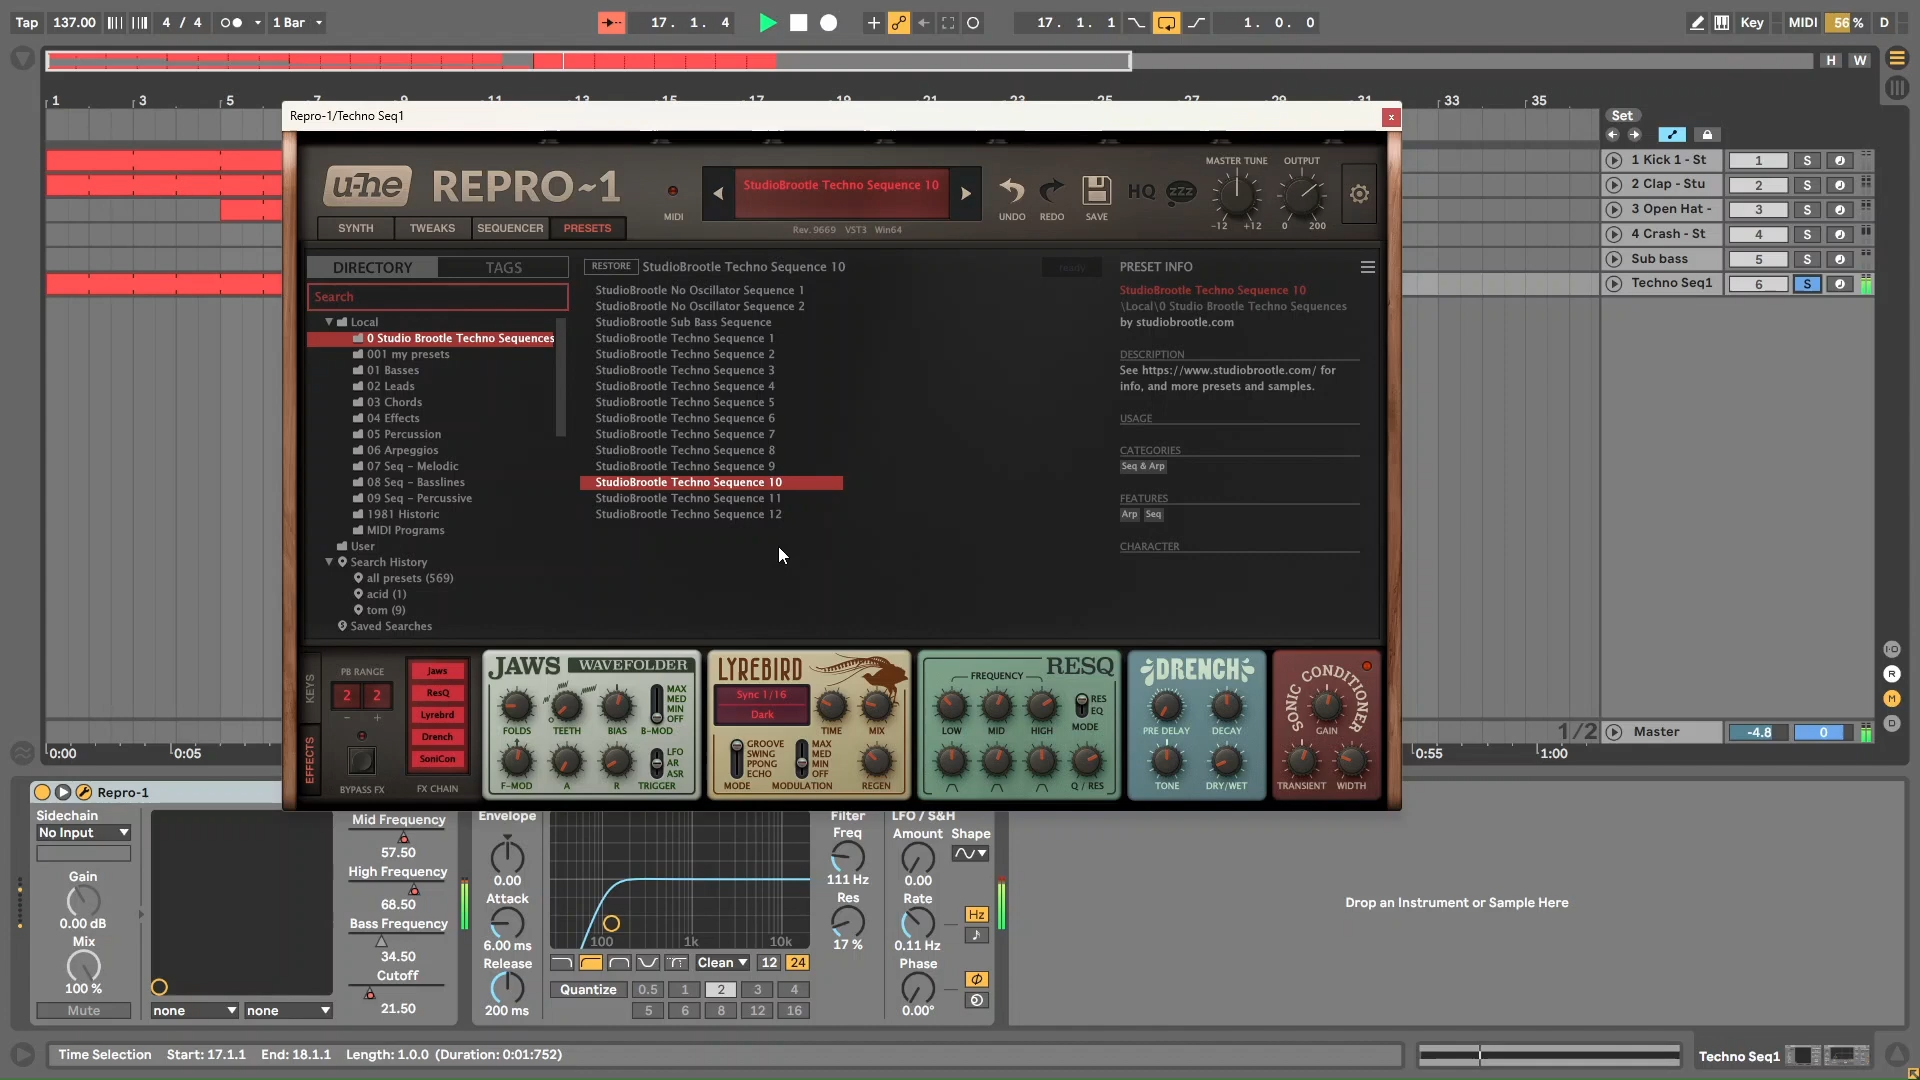 Tap 137.00 4 / 4 1 Bar 17. 1. 4 17. 1. 1 1. 0. 0 Key MIDI 56 % D
H W
1 3 5 7 9 11 13 15 17 19 21 23 25 27 29 31 33 35 Set
Repro-1/Techno Seq1 x
u-he REPRO~1
MIDI
StudioBrootle Techno Sequence 10
UNDO REDO SAVE
HQ zzz
MASTER TUNE OUTPUT
-12 +12 0 200
SYNTH TWEAKS SEQUENCER PRESETS
Rev. 9669 VST3 Win64
DIRECTORY TAGS
Search
Local
0 Studio Brootle Techno Sequences
001 my presets
01 Basses
02 Leads
03 Chords
04 Effects
05 Percussion
06 Arpeggios
07 Seq - Melodic
08 Seq - Basslines
09 Seq - Percussive
1981 Historic
MIDI Programs
User
Search History
all presets (569)
acid (1)
tom (9)
Saved Searches
RESTORE StudioBrootle Techno Sequence 10 ready
StudioBrootle No Oscillator Sequence 1
StudioBrootle No Oscillator Sequence 2
StudioBrootle Sub Bass Sequence
StudioBrootle Techno Sequence 1
StudioBrootle Techno Sequence 2
StudioBrootle Techno Sequence 3
StudioBrootle Techno Sequence 4
StudioBrootle Techno Sequence 5
StudioBrootle Techno Sequence 6
StudioBrootle Techno Sequence 7
StudioBrootle Techno Sequence 8
StudioBrootle Techno Sequence 9
StudioBrootle Techno Sequence 10
StudioBrootle Techno Sequence 11
StudioBrootle Techno Sequence 12
PRESET INFO
StudioBrootle Techno Sequence 10
\Local\0 Studio Brootle Techno Sequences
by studiobrootle.com
DESCRIPTION
See https://www.studiobrootle.com/ for
info, and more presets and samples.
USAGE
CATEGORIES
Seq & Arp
FEATURES
Arp Seq
CHARACTER
1 Kick 1 - St 1 S
2 Clap - Stu 2 S
3 Open Hat - 3 S
4 Crash - St 4 S
Sub bass 5 S
Techno Seq1 6 S
1/2 Master -4.8 0
I·O
R
M
D
KEYS
EFFECTS
PB RANGE
2 2
- +
BYPASS FX
Jaws
ResQ
Lyrebrd
Drench
SoniCon
FX CHAIN
JAWS WAVEFOLDER
FOLDS TEETH BIAS B-MOD
MAX
MED
MIN
OFF
LFO
AR
ASR
F-MOD A R TRIGGER
LYREBIRD
Sync 1/16
Dark
TIME MIX
GROOVE
SWING
PPONG
ECHO
MAX
MED
MIN
OFF
MODE MODULATION REGEN
RESQ
FREQUENCY
LOW MID HIGH
RES
EQ
MODE
Q / RES
DRENCH
PRE DELAY DECAY
TONE DRY/WET
SONIC CONDITIONER
GAIN
TRANSIENT WIDTH
0:00 0:05 0:55 1:00
Repro-1
Sidechain
No Input
Gain
0.00 dB
Mix
100 %
Mute
none none
Mid Frequency
57.50
High Frequency
68.50
Bass Frequency
34.50
Cutoff
21.50
Envelope
0.00
Attack
6.00 ms
Release
200 ms
100 1k 10k
Clean 12 24
Quantize 0.5 1 2 3 4
5 6 8 12 16
Filter
Freq
111 Hz
Res
17 %
LFO / S&H
Amount Shape
0.00
Rate
Hz
0.11 Hz
Phase
0.00°
Drop an Instrument or Sample Here
Time Selection Start: 17.1.1 End: 18.1.1 Length: 1.0.0 (Duration: 0:01:752)
Techno Seq1